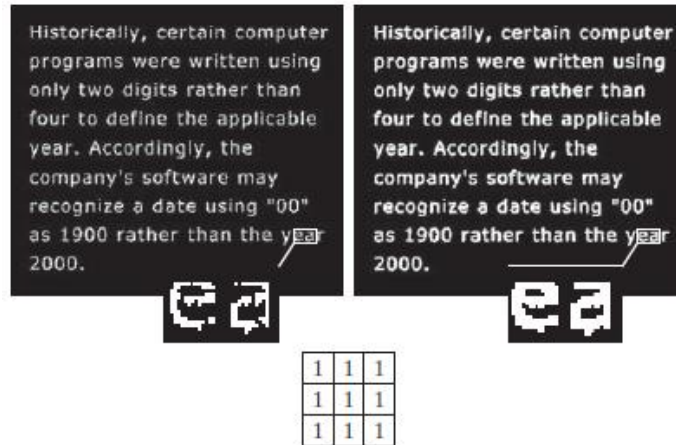 Historically, certain computer
programs were written using
only two digits rather than
four to define the applicable
year. Accordingly, the
company's software may
recognize a date using "00"
as 1900 rather than the year
2000.
ea
Historically, certain computer
programs were written using
only two digits rather than
four to define the applicable
year. Accordingly, the
company's software may
recognize a date using "00"
as 1900 rather than the year
2000.
ea
1 1 1
1 1 1
1 1 1